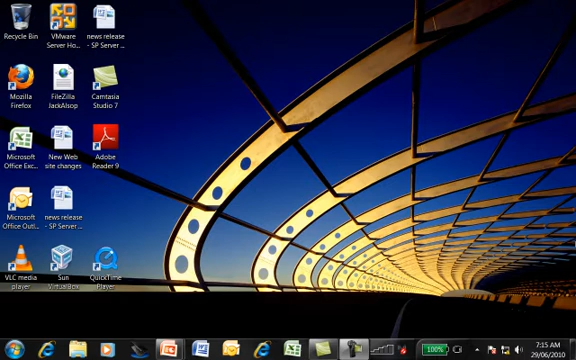 Recycle Bin
VMware
Server Ho...
news release
- SP Server ...
Mozilla
Firefox
FileZilla
JackAlsop
Camtasia
Studio 7
Microsoft
Office Exc...
New Web
site changes
Adobe
Reader 9
Microsoft
Office Outl...
news release
- SP Server ...
VLC media
player
Sun
VirtualBox
QuickTime
Player
100%
7:15 AM
29/06/2010